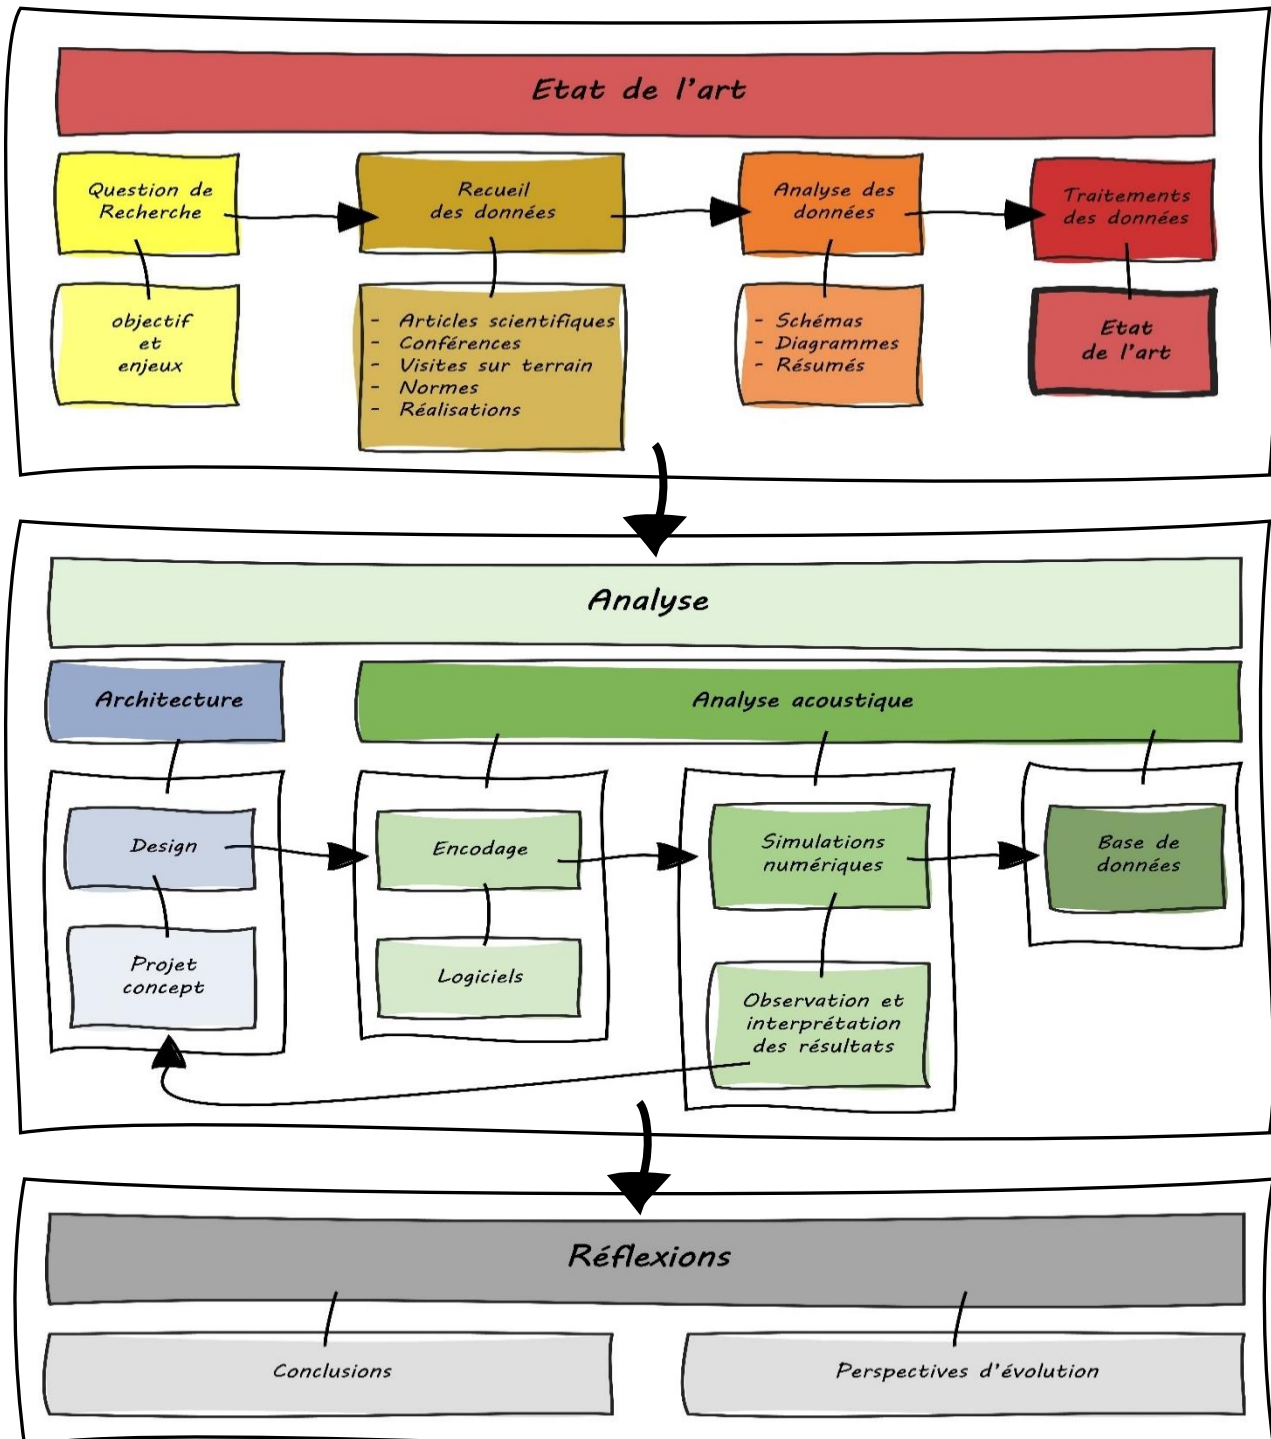 Etat de l'art
Question de
Recherche
Recueil
des données
Analyse des
données
Traitements
des données
objectif
et
enjeux
- Articles scientifiques
- Conférences
- Visites sur terrain
- Normes
- Réalisations
- Schémas
- Diagrammes
- Résumés
Etat
de l'art
Analyse
Architecture
Analyse acoustique
Design
Encodage
Simulations
numériques
Base de
données
Projet
concept
Logiciels
Observation et
interprétation
des résultats
Réflexions
Conclusions
Perspectives d'évolution